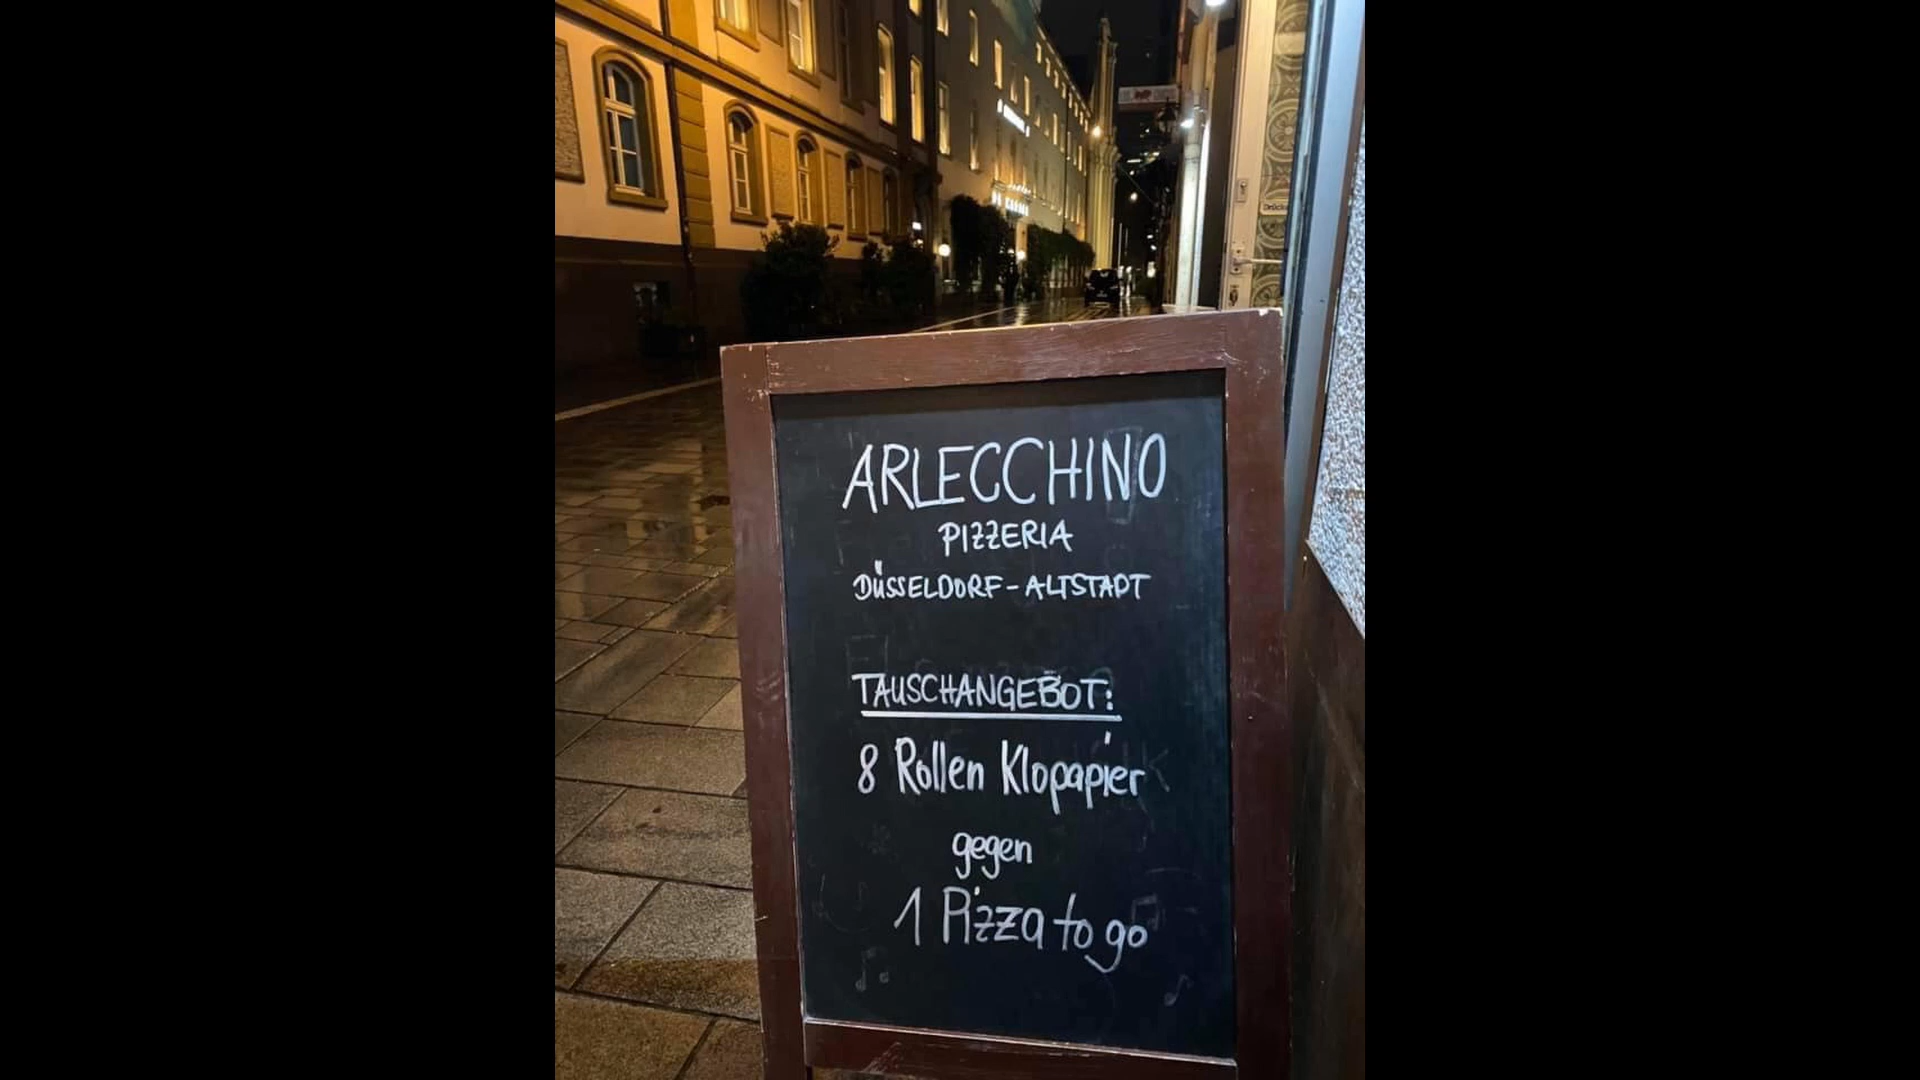 ARLECCHINO
PIZZERIA
DÜSSELDORF-ALTSTADT
TAUSCHANGEBOT:
8 Rollen Klopapier
gegen
1 Pizza to go